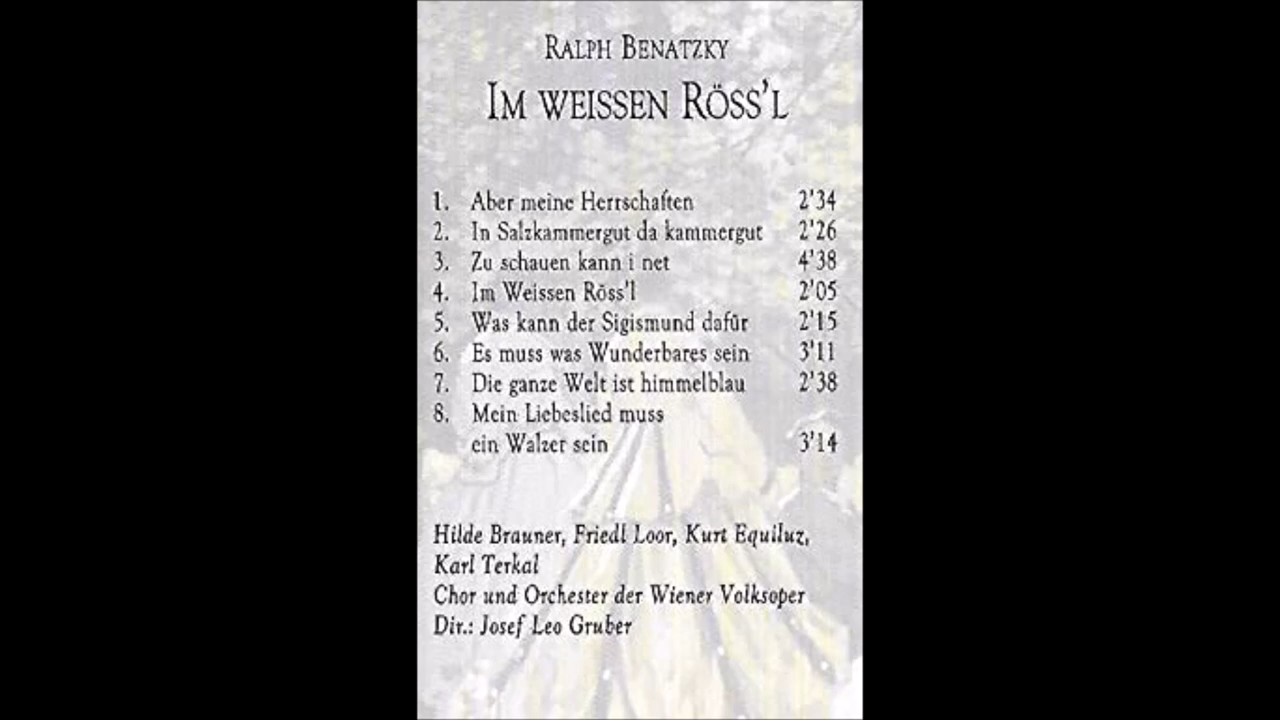 RALPH BENATZKY
IM WEISSEN RÖSS'L
1. Aber meine Herrschaften 2'34
2. In Salzkammergut da kammergut 2'26
3. Zu schauen kann i net 4'38
4. Im Weissen Röss'l 2'05
5. Was kann der Sigismund dafür 2'15
6. Es muss was Wunderbares sein 3'11
7. Die ganze Welt ist himmelblau 2'38
8. Mein Liebeslied muss
ein Walzer sein 3'14
Hilde Brauner, Friedl Loor, Kurt Equiluz,
Karl Terkal
Chor und Orchester der Wiener Volksoper
Dir.: Josef Leo Gruber